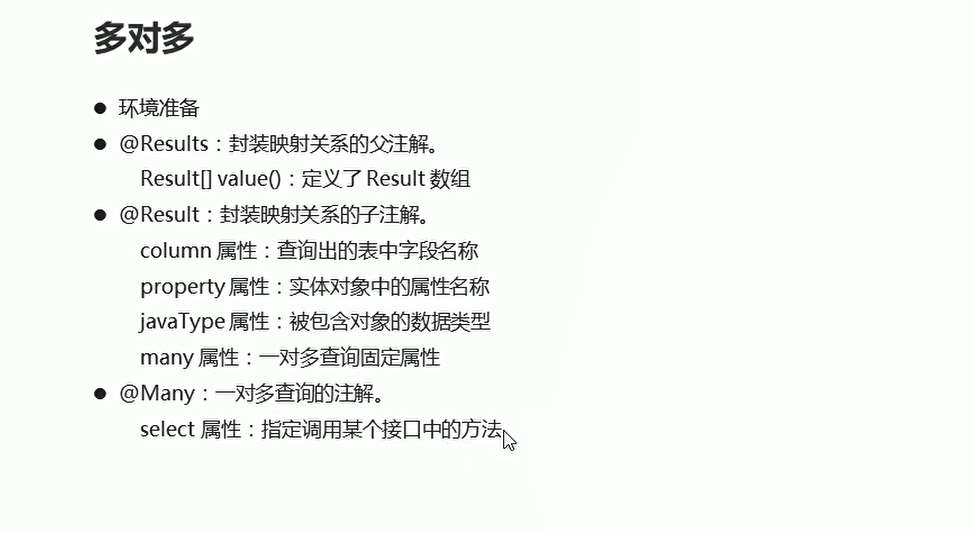 多对多
● 环境准备
● @Results：封装映射关系的父注解。
Result[] value()：定义了 Result 数组
● @Result：封装映射关系的子注解。
column 属性：查询出的表中字段名称
property 属性：实体对象中的属性名称
javaType 属性：被包含对象的数据类型
many 属性：一对多查询固定属性
● @Many：一对多查询的注解。
select 属性：指定调用某个接口中的方法